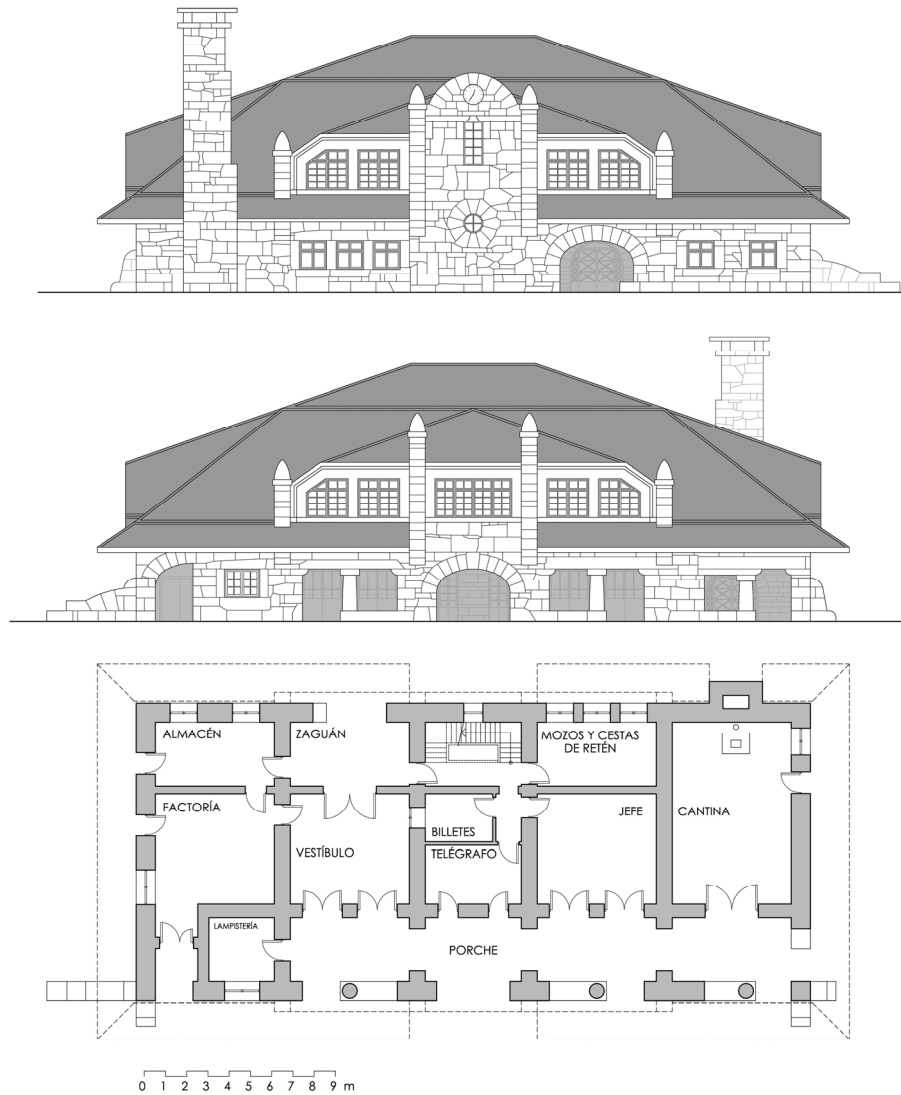 ALMACÉN
ZAGUÁN
MOZOS Y CESTAS
DE RETÉN
FACTORÍA
JEFE
CANTINA
BILLETES
VESTÍBULO
TELÉGRAFO
LAMPISTERÍA
PORCHE
0 1 2 3 4 5 6 7 8 9 m